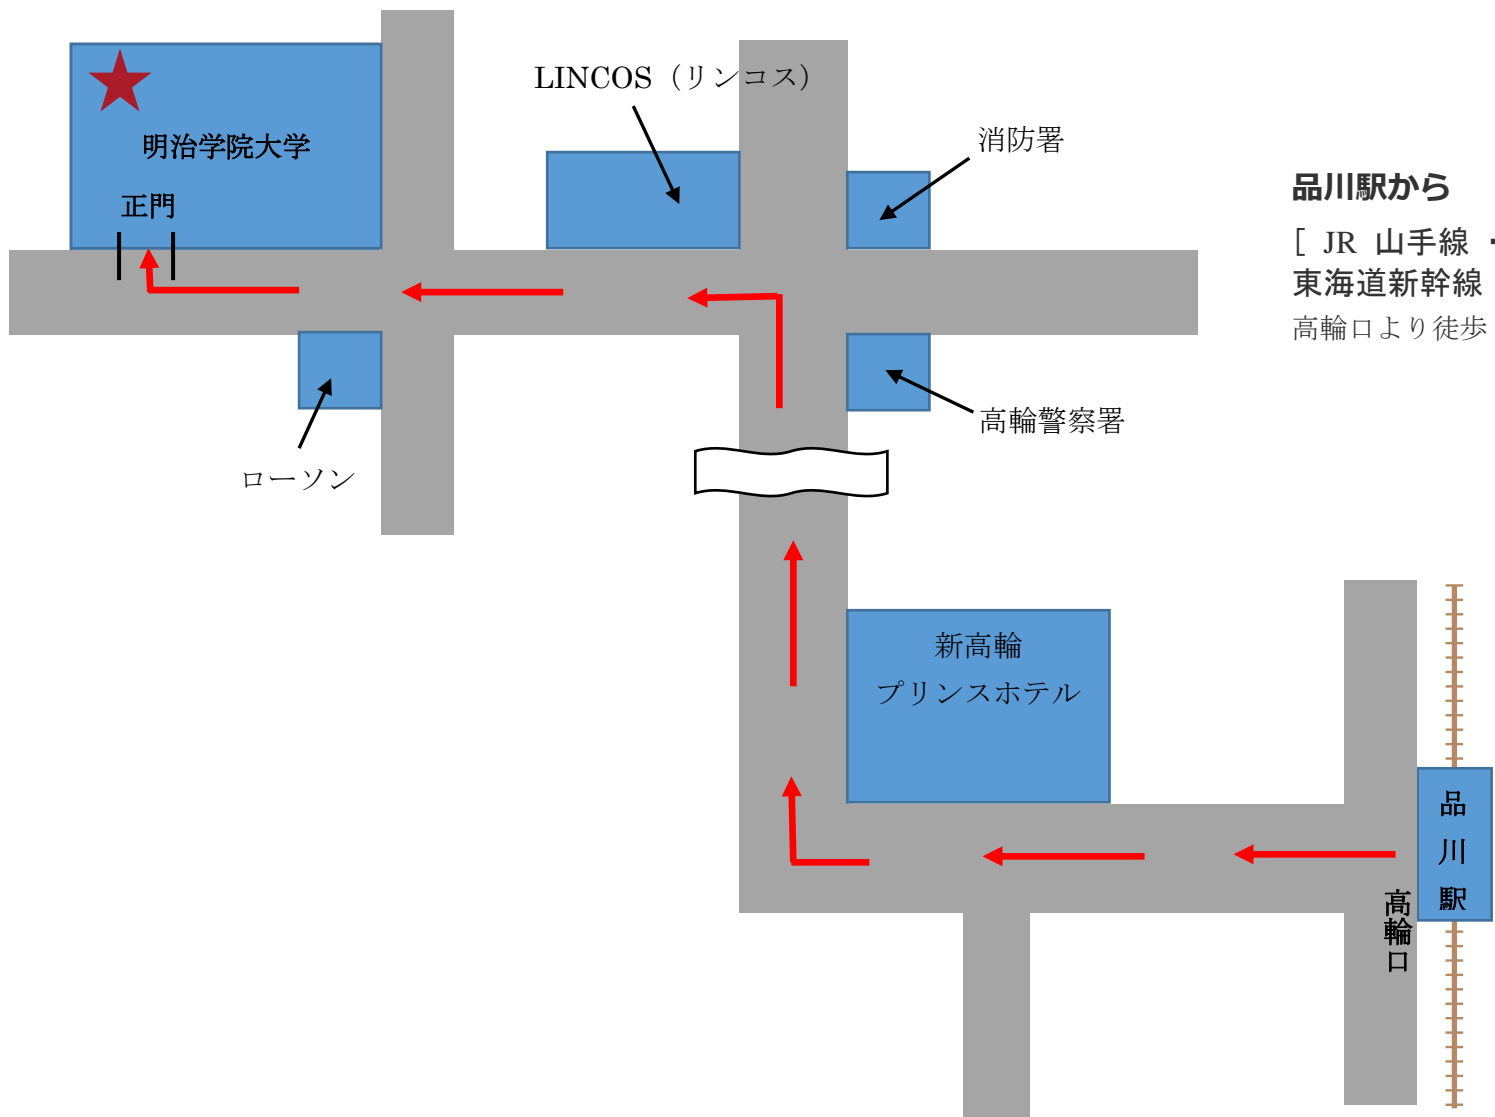 LINCOS（リンコス）
消防署
明治学院大学
正門
品川駅から
[ JR 山手線 ・
東海道新幹線
高輪口より徒歩
高輪警察署
ローソン
新高輪
プリンスホテル
品川駅
高輪口